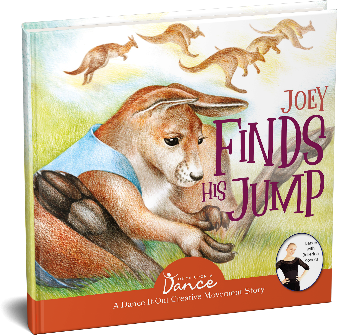 JOEY
FINDS
HIS JUMP
Dance
A Dance-It-Out Creative Movement Story